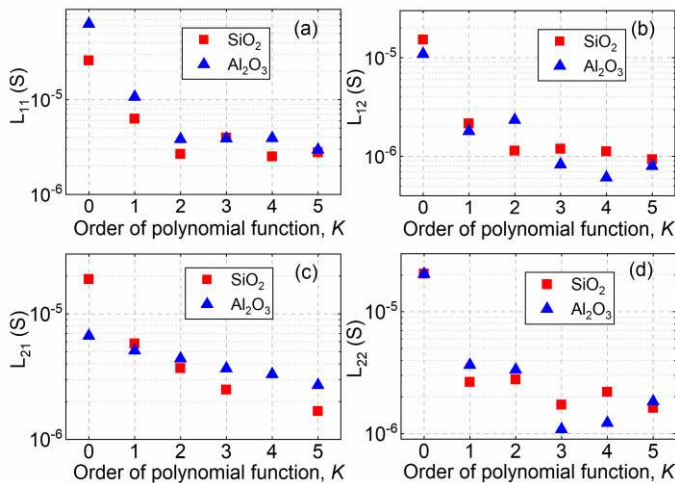 (a)
SiO2
Al2O3
L11 (S)
10^-5
10^-6
0 1 2 3 4 5
Order of polynomial function, K
(b)
SiO2
Al2O3
L12 (S)
10^-5
10^-6
0 1 2 3 4 5
Order of polynomial function, K
(c)
SiO2
Al2O3
L21 (S)
10^-5
10^-6
0 1 2 3 4 5
Order of polynomial function, K
(d)
SiO2
Al2O3
L22 (S)
10^-5
10^-6
0 1 2 3 4 5
Order of polynomial function, K